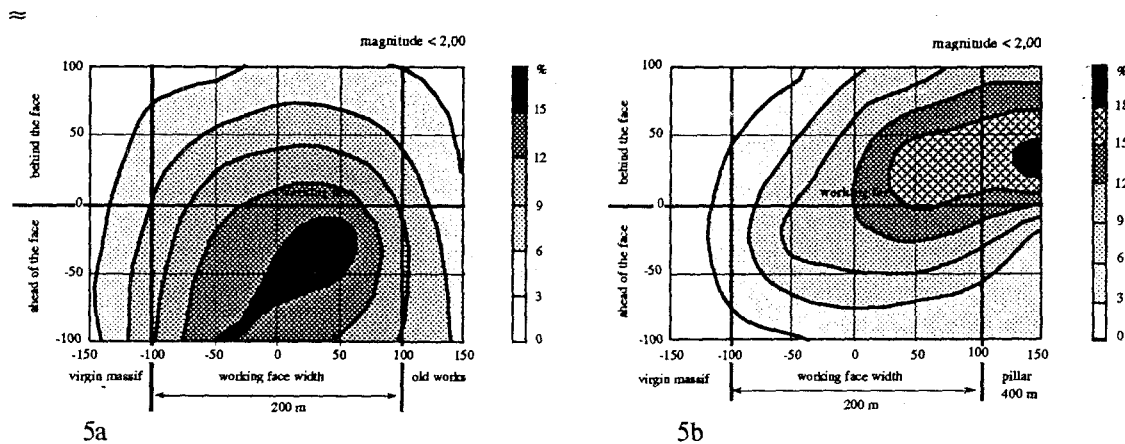 ≈
magnitude < 2,00
100
50
0
-50
-100
behind the face
ahead of the face
-150 -100 -50 0 50 100 150
virgin massif working face width old works
200 m
%
15
12
9
6
3
0
5a
magnitude < 2,00
100
50
0
-50
-100
behind the face
ahead of the face
working
-150 -100 -50 0 50 100 150
virgin massif working face width pillar
200 m 400 m
%
18
15
12
9
6
3
0
5b